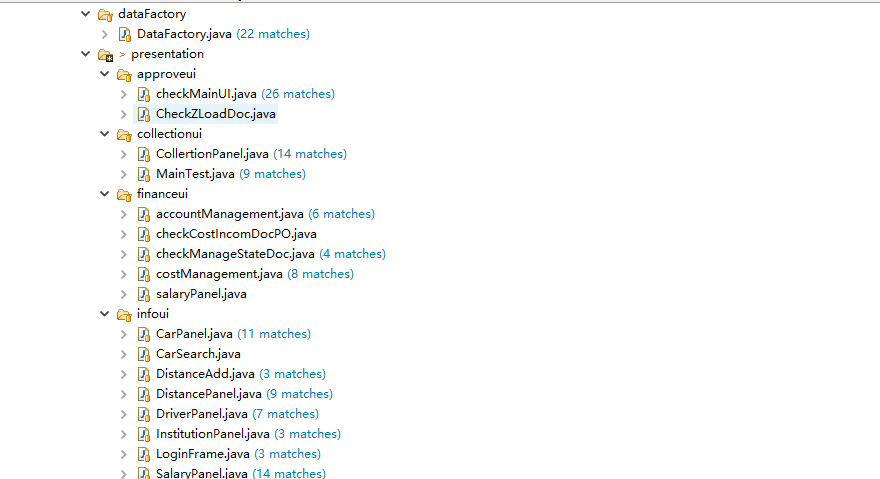 dataFactory
DataFactory.java (22 matches)
> presentation
approveui
checkMainUI.java (26 matches)
CheckZLoadDoc.java
collectionui
CollertionPanel.java (14 matches)
MainTest.java (9 matches)
financeui
accountManagement.java (6 matches)
checkCostIncomDocPO.java
checkManageStateDoc.java (4 matches)
costManagement.java (8 matches)
salaryPanel.java
infoui
CarPanel.java (11 matches)
CarSearch.java
DistanceAdd.java (3 matches)
DistancePanel.java (9 matches)
DriverPanel.java (7 matches)
InstitutionPanel.java (3 matches)
LoginFrame.java (3 matches)
SalaryPanel.java (14 matches)